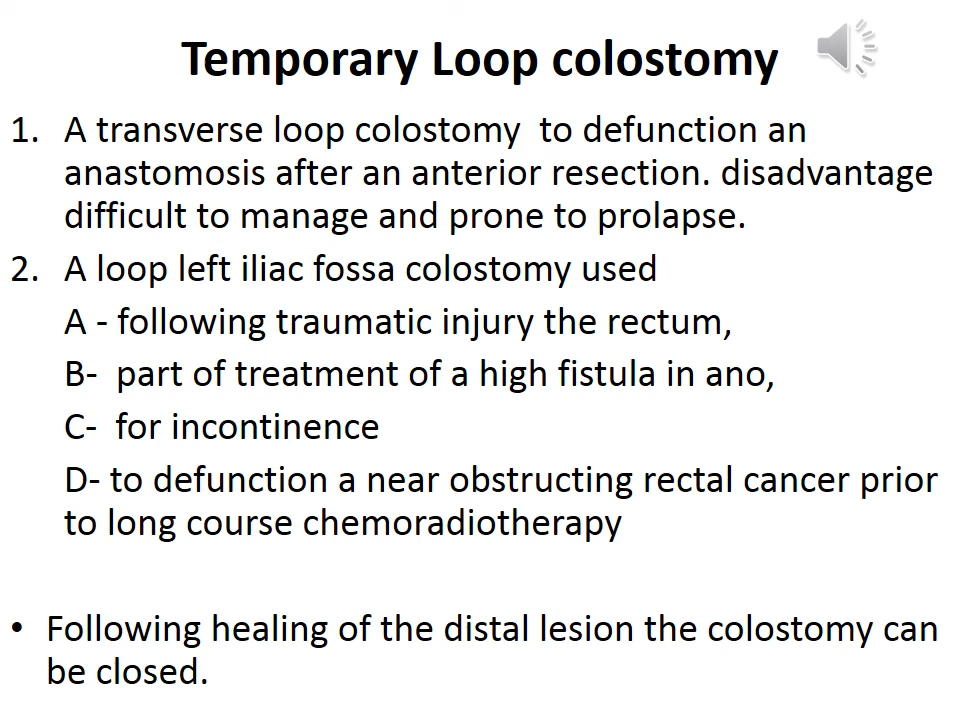 Temporary Loop colostomy
1. A transverse loop colostomy to defunction an
anastomosis after an anterior resection. disadvantage
difficult to manage and prone to prolapse.
2. A loop left iliac fossa colostomy used
A - following traumatic injury the rectum,
B- part of treatment of a high fistula in ano,
C- for incontinence
D- to defunction a near obstructing rectal cancer prior
to long course chemoradiotherapy
• Following healing of the distal lesion the colostomy can
be closed.